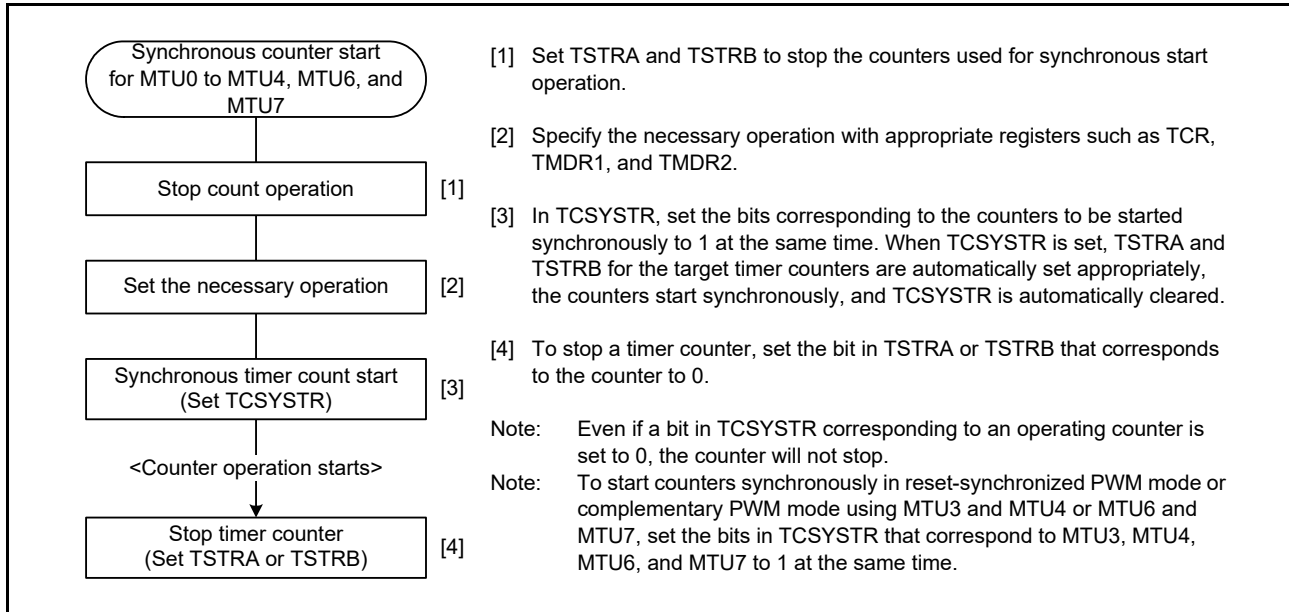 Synchronous counter start
for MTU0 to MTU4, MTU6, and
MTU7
Stop count operation
[1]
Set the necessary operation
[2]
Synchronous timer count start
(Set TCSYSTR)
[3]
<Counter operation starts>
Stop timer counter
(Set TSTRA or TSTRB)
[4]
[1] Set TSTRA and TSTRB to stop the counters used for synchronous start
operation.
[2] Specify the necessary operation with appropriate registers such as TCR,
TMDR1, and TMDR2.
[3] In TCSYSTR, set the bits corresponding to the counters to be started
synchronously to 1 at the same time. When TCSYSTR is set, TSTRA and
TSTRB for the target timer counters are automatically set appropriately,
the counters start synchronously, and TCSYSTR is automatically cleared.
[4] To stop a timer counter, set the bit in TSTRA or TSTRB that corresponds
to the counter to 0.
Note: Even if a bit in TCSYSTR corresponding to an operating counter is
set to 0, the counter will not stop.
Note: To start counters synchronously in reset-synchronized PWM mode or
complementary PWM mode using MTU3 and MTU4 or MTU6 and
MTU7, set the bits in TCSYSTR that correspond to MTU3, MTU4,
MTU6, and MTU7 to 1 at the same time.